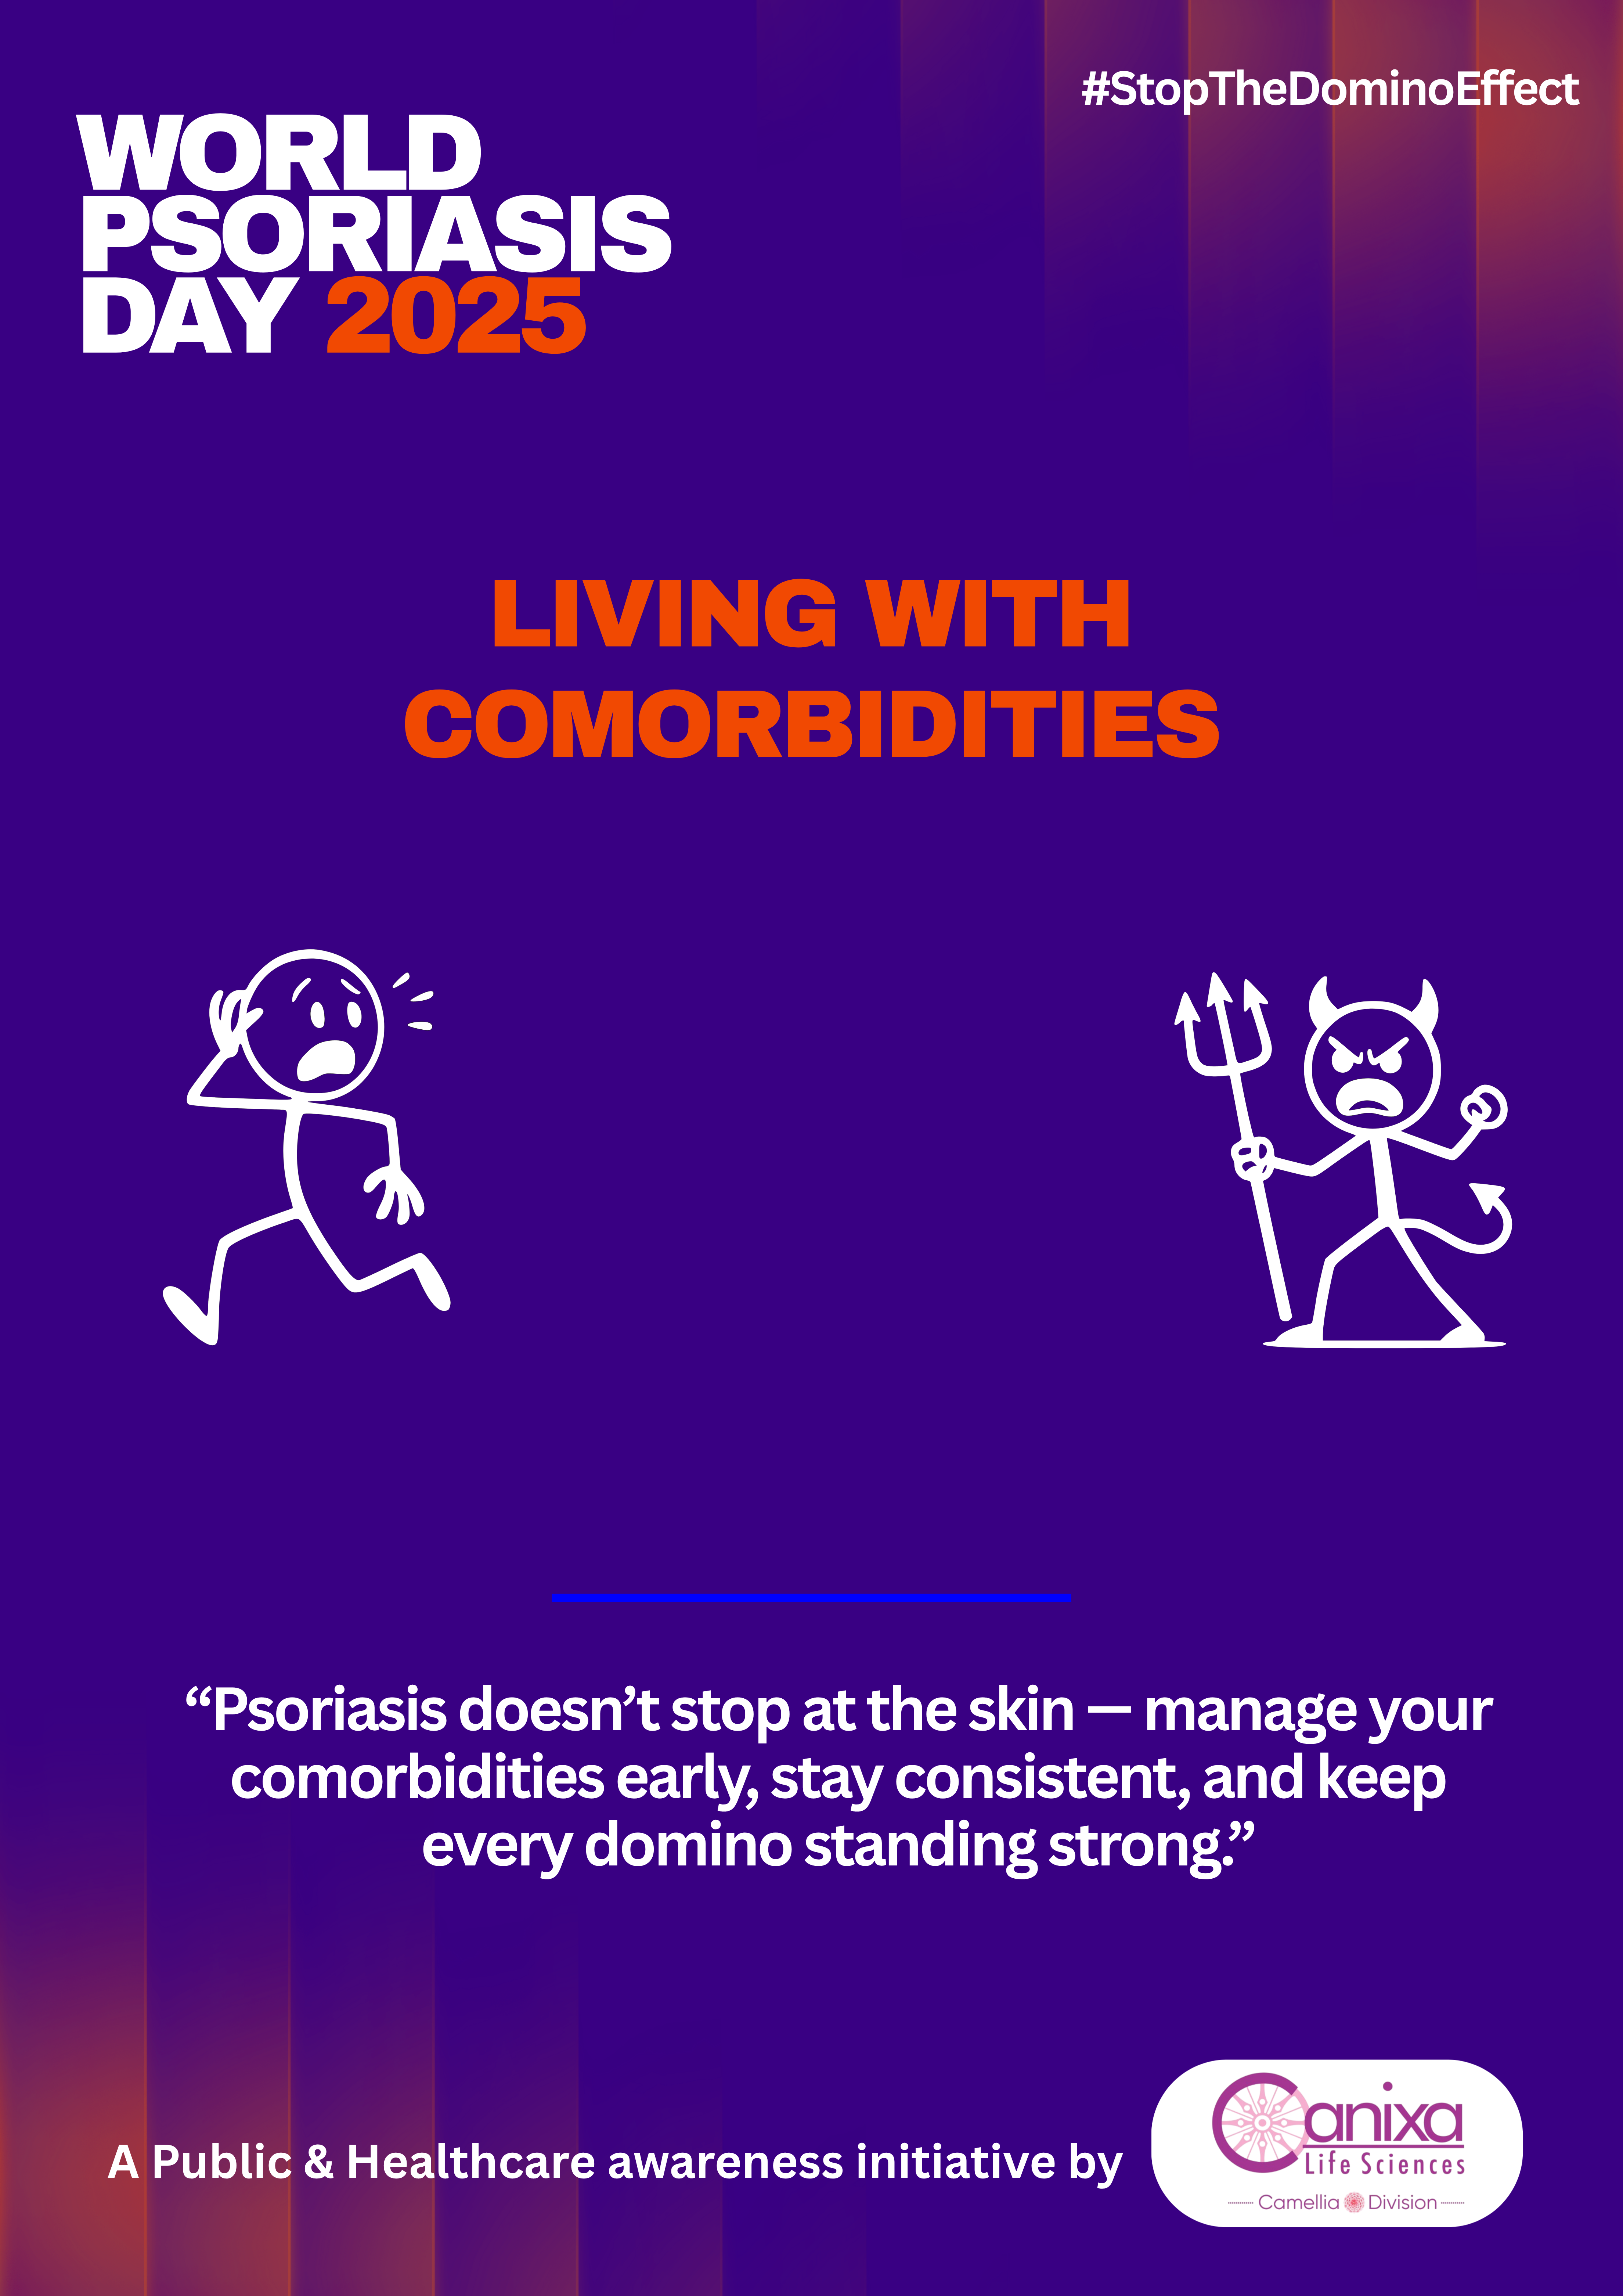 #StopTheDominoEffect
WORLD
PSORIASIS
DAY 2025
LIVING WITH
COMORBIDITIES
“Psoriasis doesn’t stop at the skin — manage your
comorbidities early, stay consistent, and keep
every domino standing strong.”
A Public & Healthcare awareness initiative by
Canixa
Life Sciences
Camellia Division